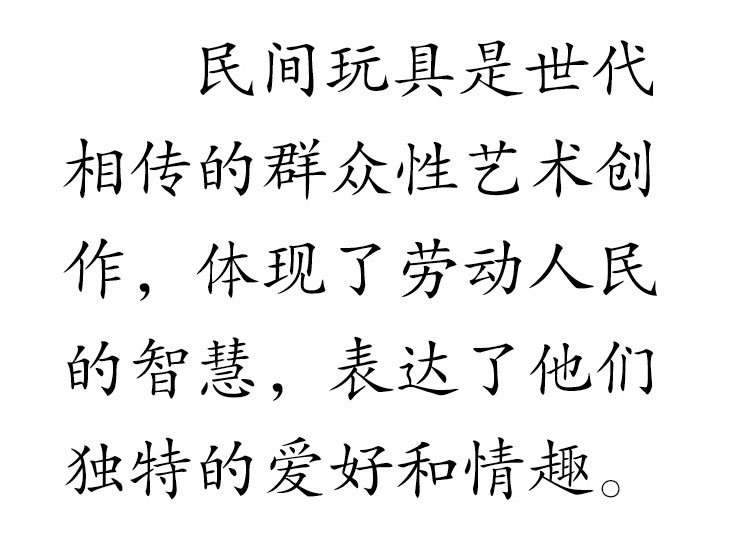 民间玩具是世代
相传的群众性艺术创
作，体现了劳动人民
的智慧，表达了他们
独特的爱好和情趣。